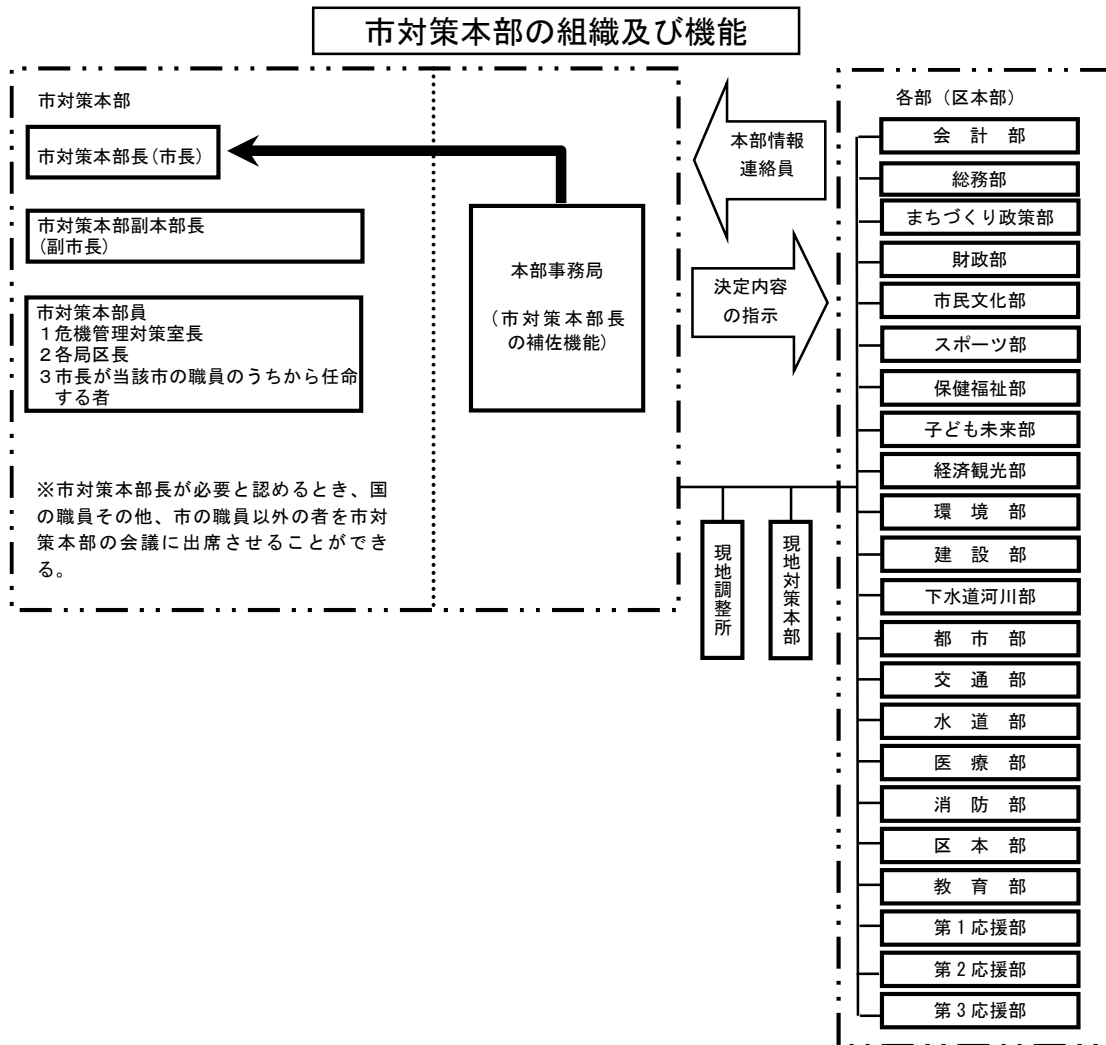 市対策本部の組織及び機能
市対策本部
市対策本部長(市長)
市対策本部副本部長
(副市長)
市対策本部員
1危機管理対策室長
2各局区長
3市長が当該市の職員のうちから任命
する者
※市対策本部長が必要と認めるとき、国
の職員その他、市の職員以外の者を市対
策本部の会議に出席させることができ
る。
本部事務局
(市対策本部長
の補佐機能)
本部情報
連絡員
決定内容
の指示
現地調整所
現地対策本部
各部(区本部)
会 計 部
総務部
まちづくり政策部
財政部
市民文化部
スポーツ部
保健福祉部
子ども未来部
経済観光部
環 境 部
建 設 部
下水道河川部
都 市 部
交 通 部
水 道 部
医 療 部
消 防 部
区 本 部
教 育 部
第1応援部
第2応援部
第3応援部